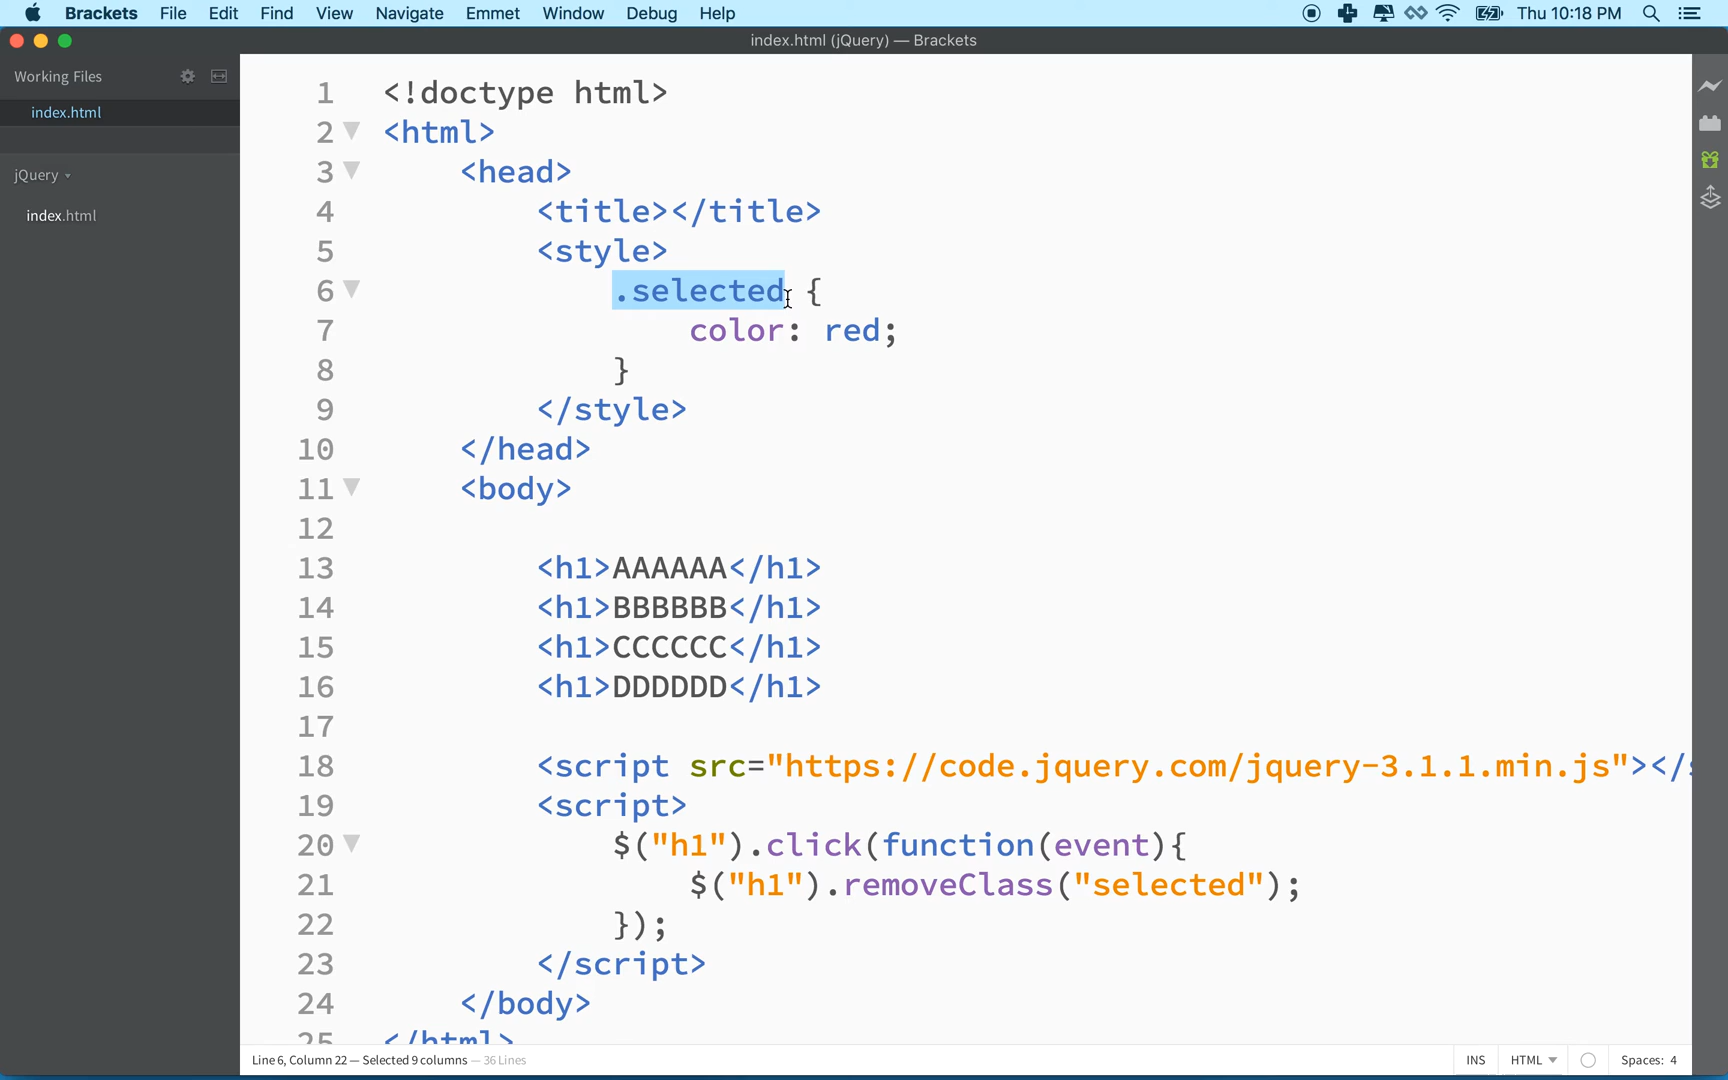 Brackets File Edit Find View Navigate Emmet Window Debug Help Thu 10:18 PM
index.html (jQuery) — Brackets
Working Files
index.html
jQuery
index.html
1 <!doctype html>
2 <html>
3 <head>
4 <title></title>
5 <style>
6 .selected {
7 color: red;
8 }
9 </style>
10 </head>
11 <body>
12
13 <h1>AAAAAA</h1>
14 <h1>BBBBBB</h1>
15 <h1>CCCCCC</h1>
16 <h1>DDDDDD</h1>
17
18 <script src="https://code.jquery.com/jquery-3.1.1.min.js"></s
19 <script>
20 $("h1").click(function(event){
21 $("h1").removeClass("selected");
22 });
23 </script>
24 </body>
25 </html>
Line 6, Column 22 — Selected 9 columns — 36 Lines INS HTML Spaces: 4